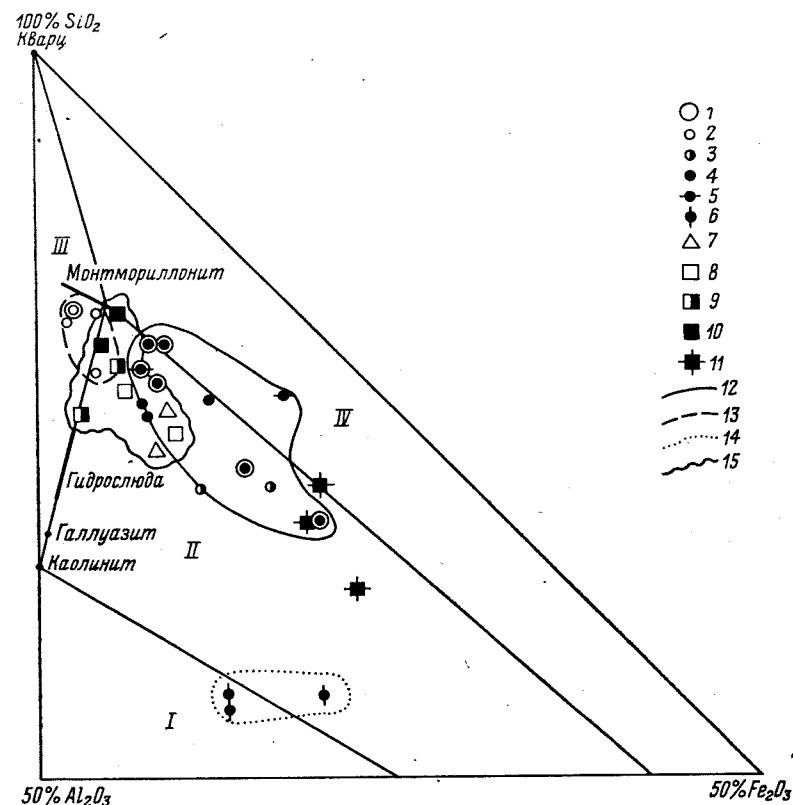 100% SiO₂
Кварц
1
2
3
4
5
6
7
8
9
10
11
12
13
14
15
III
Монтмориллонит
IV
Гидрослюда
Галлуазит
II
Каолинит
I
50% Al₂O₃
50% Fe₂O₃